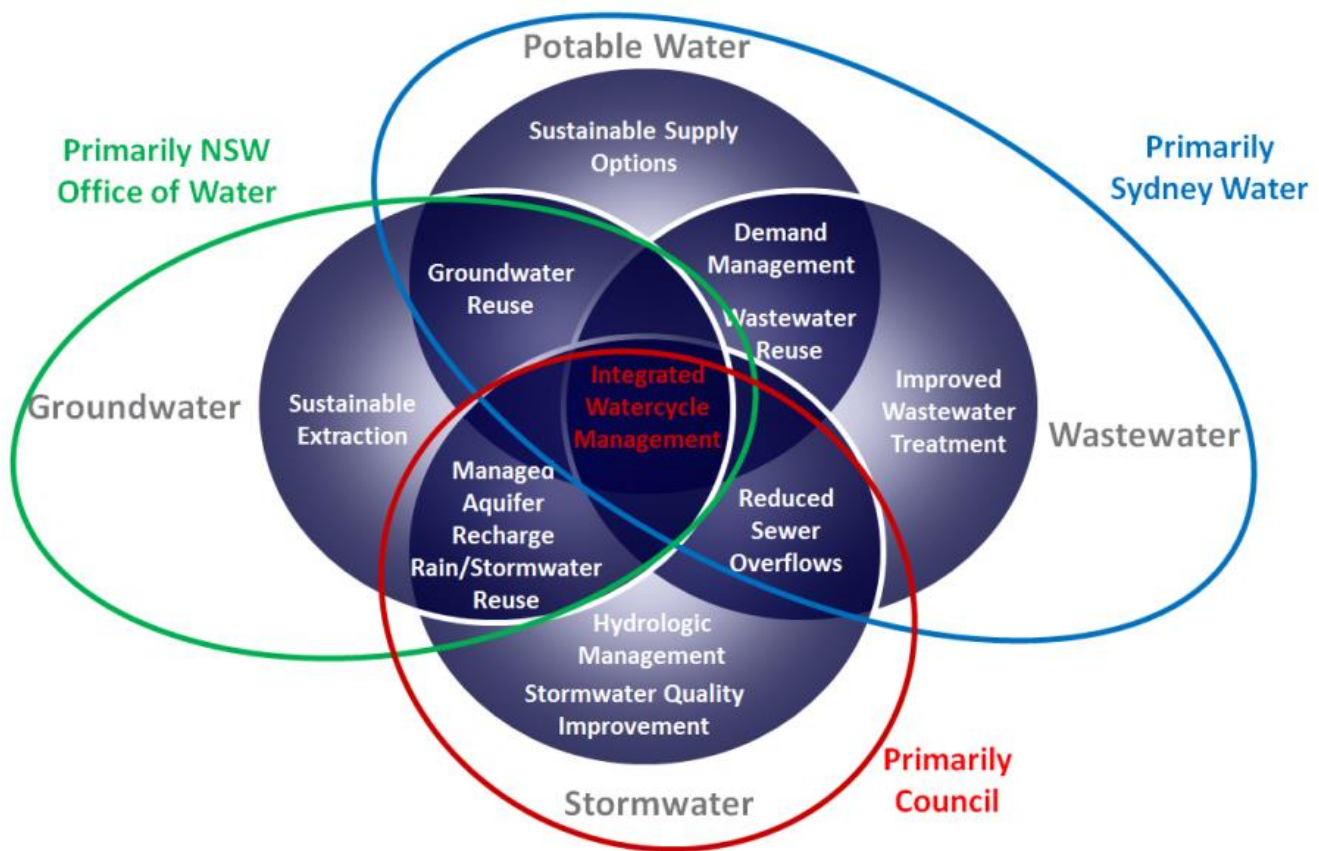 Potable Water
Sustainable Supply
Options
Primarily NSW
Office of Water
Primarily
Sydney Water
Demand
Management
Groundwater
Reuse
Wastewater
Reuse
Groundwater
Sustainable
Extraction
Integrated
Watercycle
Management
Improved
Wastewater
Treatment
Wastewater
Managed
Aquifer
Recharge
Rain/Stormwater
Reuse
Reduced
Sewer
Overflows
Hydrologic
Management
Stormwater Quality
Improvement
Primarily
Council
Stormwater